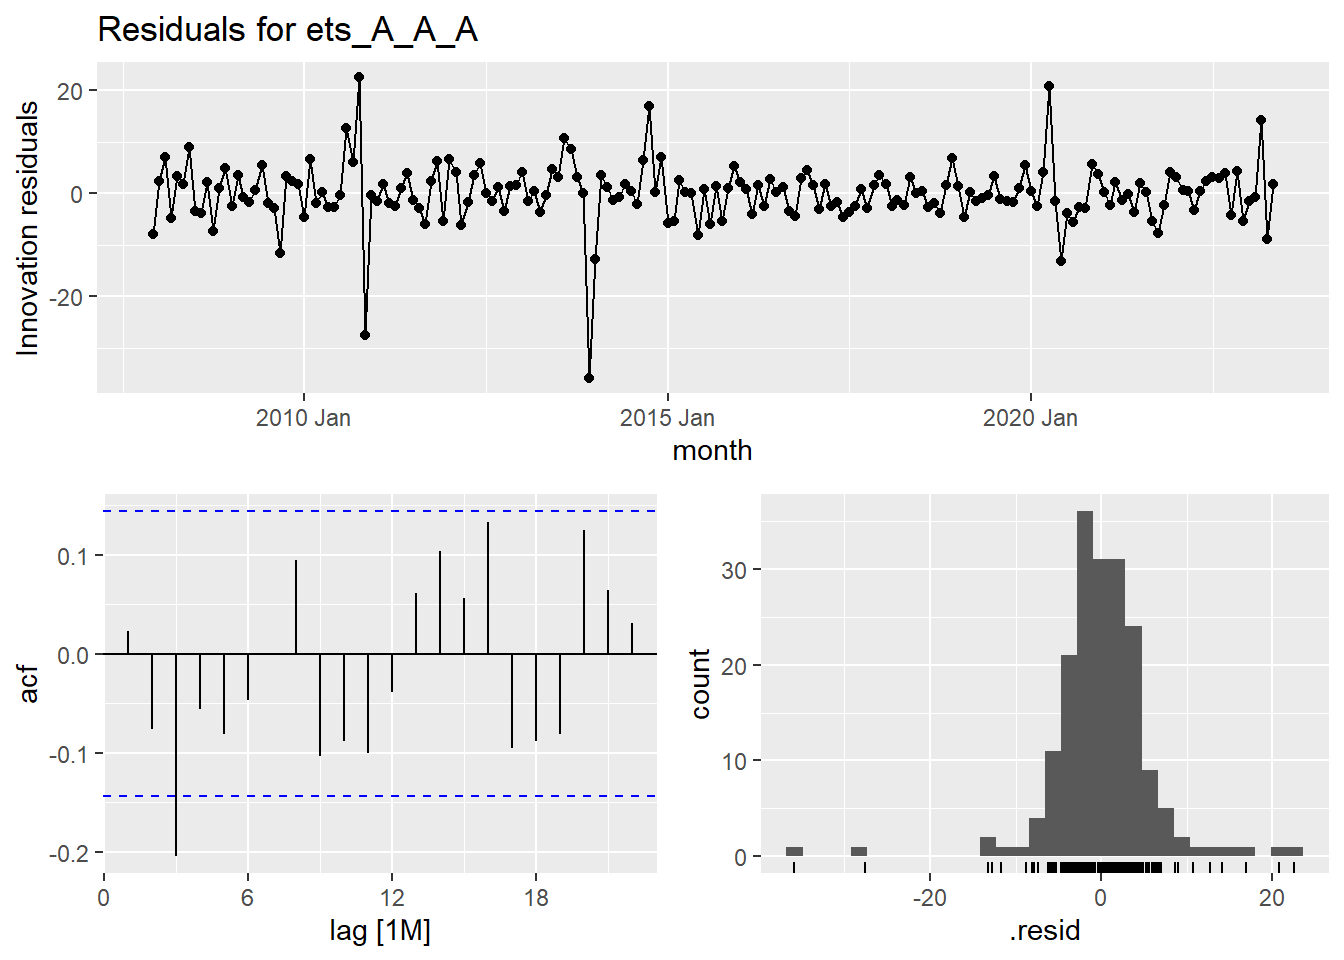 Residuals for ets_A_A_A
Innovation residuals
20
0
-20
2010 Jan
2015 Jan
2020 Jan
month
acf
0.1
0.0
-0.1
-0.2
0
6
12
18
lag [1M]
count
30
20
10
0
-20
0
20
.resid